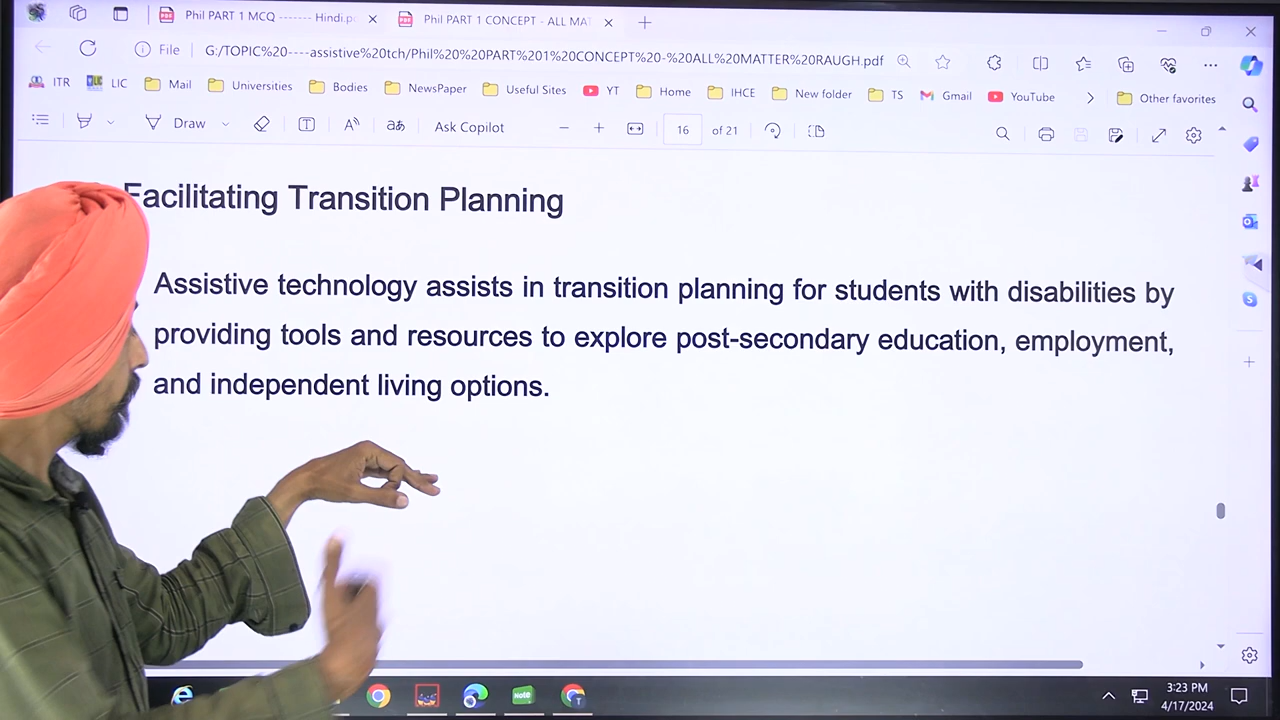 Phil PART 1 MCQ ------- Hindi.p
Phil PART 1 CONCEPT - ALL MAT
File
G:/TOPIC%20----assistive%20tch/Phil%20%20PART%201%20CONCEPT%20-%20ALL%20MATTER%20RAUGH.pdf
ITR LIC Mail Universities Bodies NewsPaper Useful Sites YT Home IHCE New folder TS Gmail YouTube Other favorites
Draw Ask Copilot 16 of 21
Facilitating Transition Planning
Assistive technology assists in transition planning for students with disabilities by
providing tools and resources to explore post-secondary education, employment,
and independent living options.
Note
3:23 PM
4/17/2024